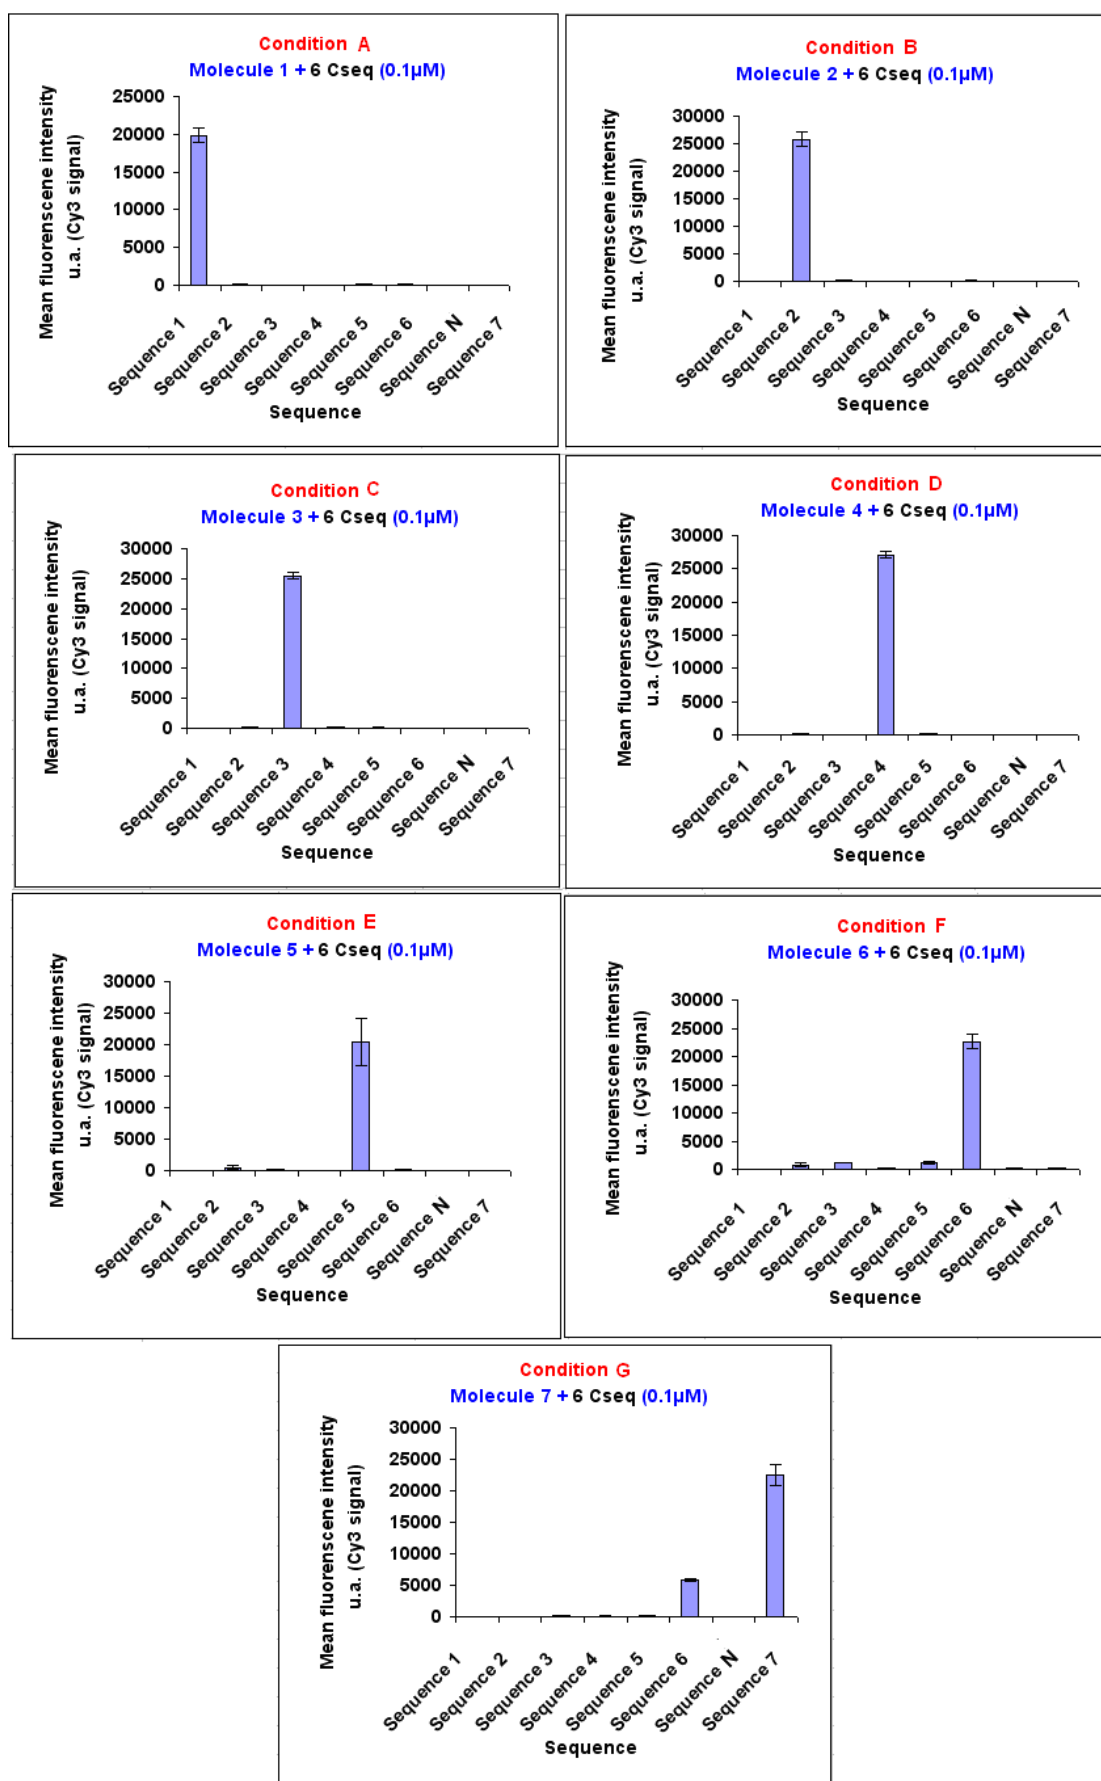 Condition A
Molecule 1 + 6 Cseq (0.1µM)
Mean fluorenscene intensity
u.a. (Cy3 signal)
25000
20000
15000
10000
5000
0
Sequence 1
Sequence 2
Sequence 3
Sequence 4
Sequence 5
Sequence 6
Sequence N
Sequence 7
Sequence
Condition B
Molecule 2 + 6 Cseq (0.1µM)
Mean fluorenscene intensity
u.a. (Cy3 signal)
30000
25000
20000
15000
10000
5000
0
Sequence 1
Sequence 2
Sequence 3
Sequence 4
Sequence 5
Sequence 6
Sequence N
Sequence 7
Sequence
Condition C
Molecule 3 + 6 Cseq (0.1µM)
Mean fluorenscene intensity
u.a. (Cy3 signal)
30000
25000
20000
15000
10000
5000
0
Sequence 1
Sequence 2
Sequence 3
Sequence 4
Sequence 5
Sequence 6
Sequence N
Sequence 7
Sequence
Condition D
Molecule 4 + 6 Cseq (0.1µM)
Mean fluorenscene intensity
u.a. (Cy3 signal)
30000
25000
20000
15000
10000
5000
0
Sequence 1
Sequence 2
Sequence 3
Sequence 4
Sequence 5
Sequence 6
Sequence N
Sequence 7
Sequence
Condition E
Molecule 5 + 6 Cseq (0.1µM)
Mean fluorenscene intensity
u.a. (Cy3 signal)
30000
25000
20000
15000
10000
5000
0
Sequence 1
Sequence 2
Sequence 3
Sequence 4
Sequence 5
Sequence 6
Sequence N
Sequence 7
Sequence
Condition F
Molecule 6 + 6 Cseq (0.1µM)
Mean fluorenscene intensity
u.a. (Cy3 signal)
30000
25000
20000
15000
10000
5000
0
Sequence 1
Sequence 2
Sequence 3
Sequence 4
Sequence 5
Sequence 6
Sequence N
Sequence 7
Sequence
Condition G
Molecule 7 + 6 Cseq (0.1µM)
Mean fluorenscene intensity
u.a. (Cy3 signal)
30000
25000
20000
15000
10000
5000
0
Sequence 1
Sequence 2
Sequence 3
Sequence 4
Sequence 5
Sequence 6
Sequence N
Sequence 7
Sequence